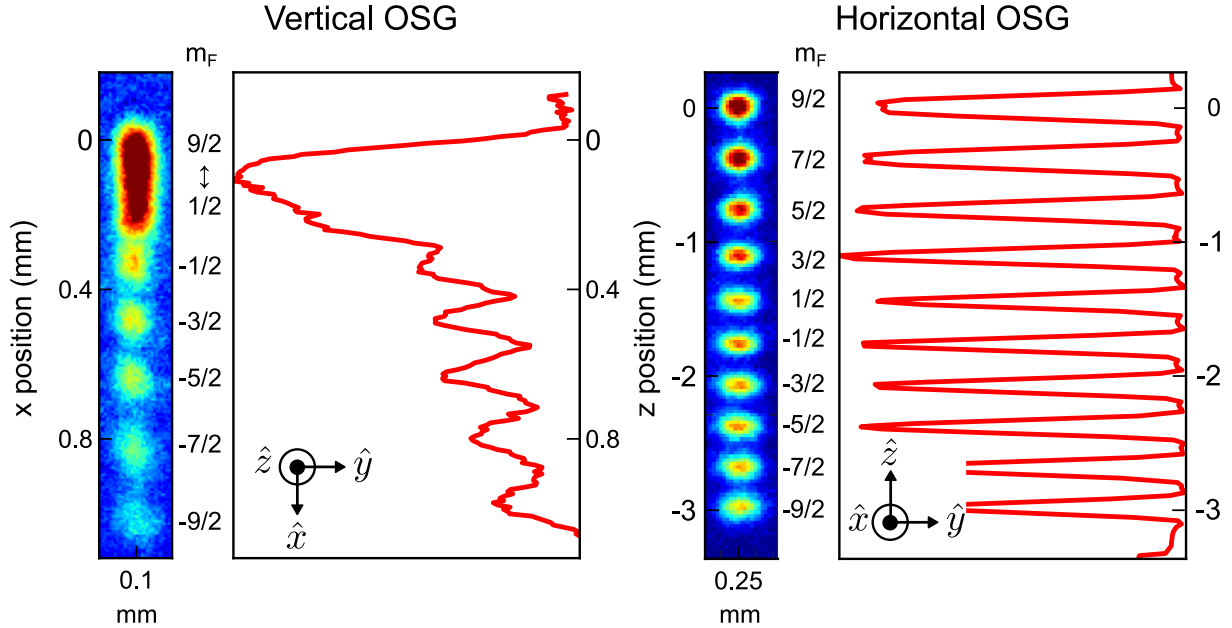 Vertical OSG
Horizontal OSG
m_F
0
9/2
↕
1/2
-1/2
0.4
-3/2
-5/2
0.8
-7/2
-9/2
x position (mm)
0.1
mm
0
0.4
0.8
ẑ
ŷ
x̂
m_F
0
9/2
7/2
5/2
-1
3/2
1/2
-1/2
-2
-3/2
-5/2
-7/2
-3
-9/2
z position (mm)
0.25
mm
0
-1
-2
-3
ẑ
x̂
ŷ